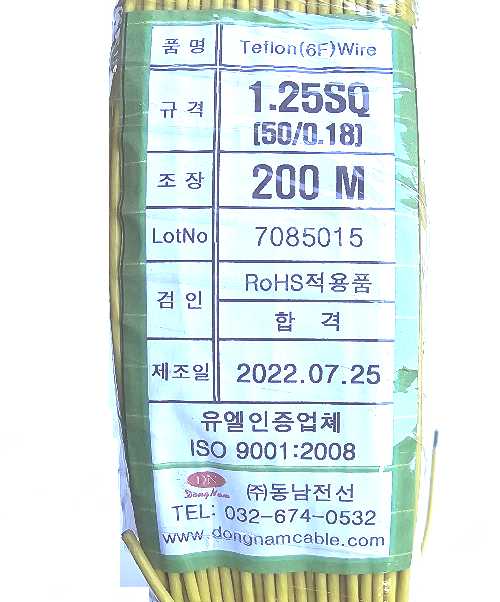 품 명 Teflon(6F)Wire
규 격 1.25SQ
(50/0.18)
조 장 200 M
LotNo 7085015
검 인 RoHS적용품
합 격
제조일 2022.07.25
유엘인증업체
ISO 9001:2008
DN
DongNam
(주)동남전선
TEL: 032-674-0532
www.dongnamcable.com